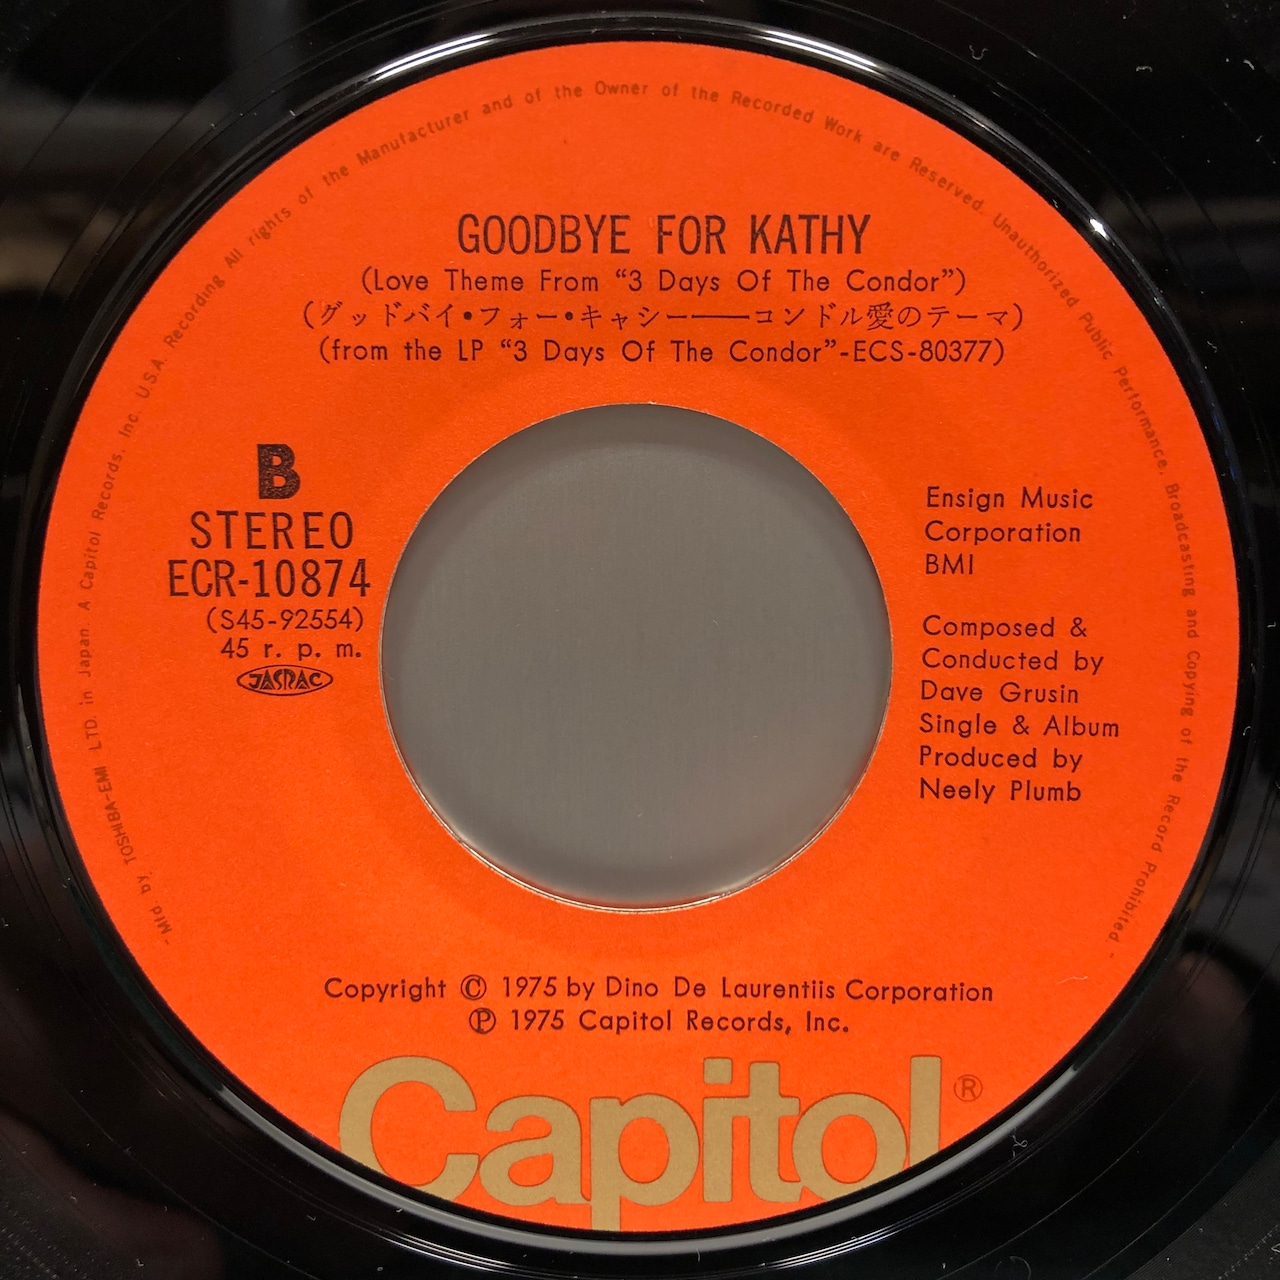 GOODBYE FOR KATHY
(Love Theme From “3 Days Of The Condor”)
(グッドバイ・フォー・キャシー――コンドル愛のテーマ)
(from the LP “3 Days Of The Condor”-ECS-80377)
B
STEREO
ECR-10874
(S45-92554)
45 r. p. m.
JASRAC
Ensign Music
Corporation
BMI
Composed &
Conducted by
Dave Grusin
Single & Album
Produced by
Neely Plumb
Copyright © 1975 by Dino De Laurentiis Corporation
℗ 1975 Capitol Records, Inc.
Capitol ®
- Mfd. by. TOSHIBA-EMI LTD. in Japan: A Capitol Records. Inc. U.S.A. Recording All rights of the Manufacturer and of the Owner of the Recorded Work are Reserved. Unauthorized Public Performance. Broadcasting and Copying of the Record Prohibited -